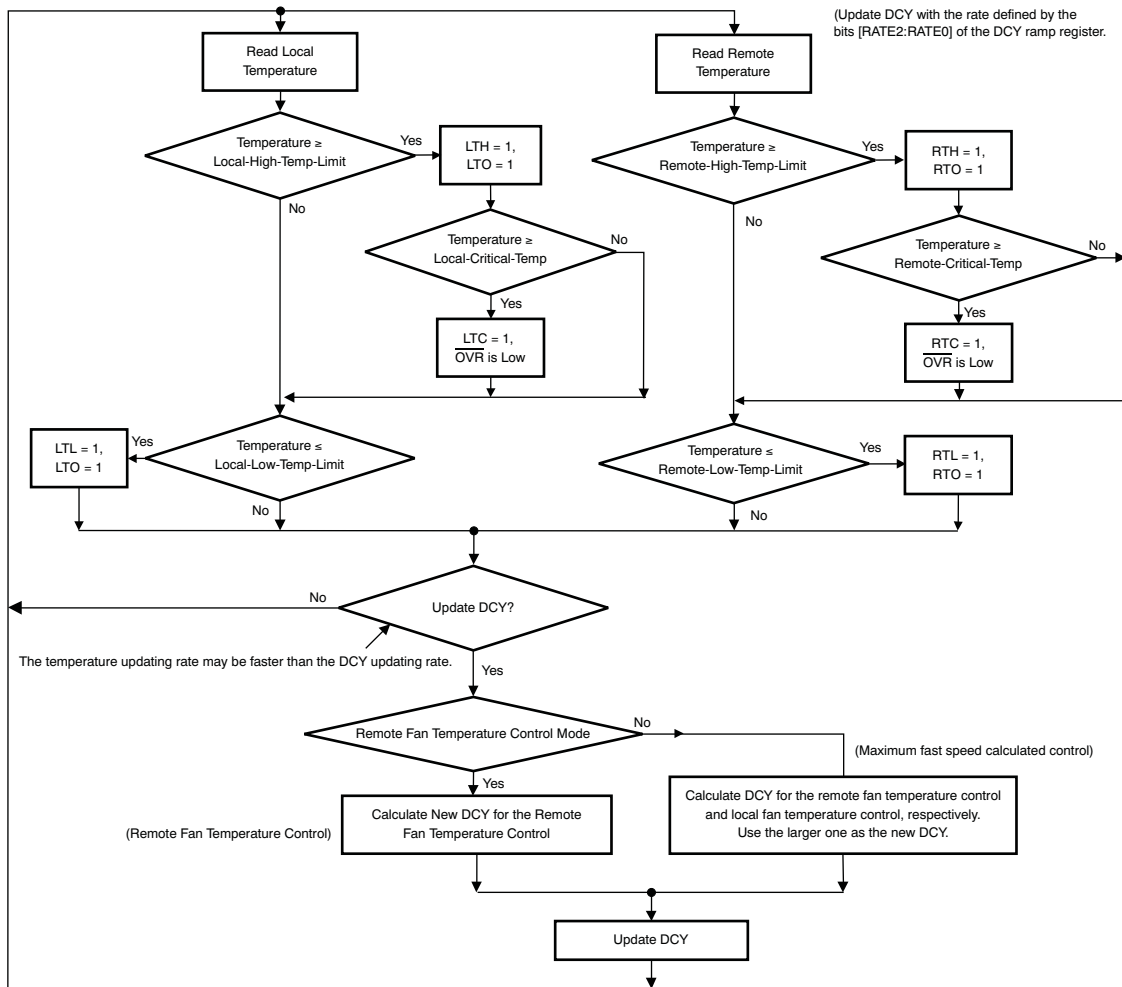 (Update DCY with the rate defined by the
bits [RATE2:RATE0] of the DCY ramp register.
Read Local
Temperature
Read Remote
Temperature
Temperature ≥
Local-High-Temp-Limit
Yes
No
LTH = 1,
LTO = 1
Temperature ≥
Remote-High-Temp-Limit
Yes
No
RTH = 1,
RTO = 1
Temperature ≥
Local-Critical-Temp
No
Yes
Temperature ≥
Remote-Critical-Temp
No
Yes
LTC = 1,
OVR is Low
RTC = 1,
OVR is Low
LTL = 1,
LTO = 1
Yes
Temperature ≤
Local-Low-Temp-Limit
No
Temperature ≤
Remote-Low-Temp-Limit
Yes
No
RTL = 1,
RTO = 1
No
Update DCY?
The temperature updating rate may be faster than the DCY updating rate.
Yes
Remote Fan Temperature Control Mode
No
Yes
(Maximum fast speed calculated control)
(Remote Fan Temperature Control)
Calculate New DCY for the Remote
Fan Temperature Control
Calculate DCY for the remote fan temperature control
and local fan temperature control, respectively.
Use the larger one as the new DCY.
Update DCY